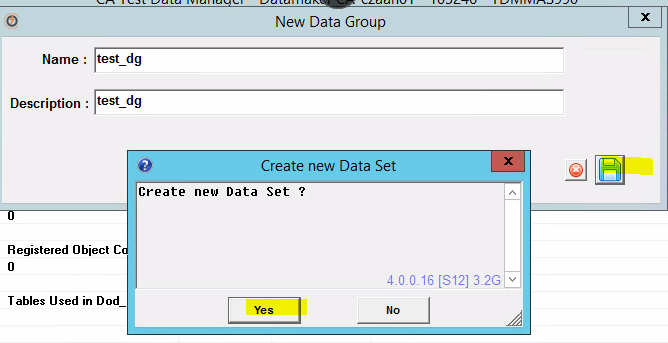 CA Test Data Manager - Datamaker CA
New Data Group
x
Name :
test_dg
Description :
test_dg
Create new Data Set
x
Create new Data Set ?
4.0.0.16 [S12] 3.2G
Yes
No
0
Registered Object Co
0
Tables Used in Dod_